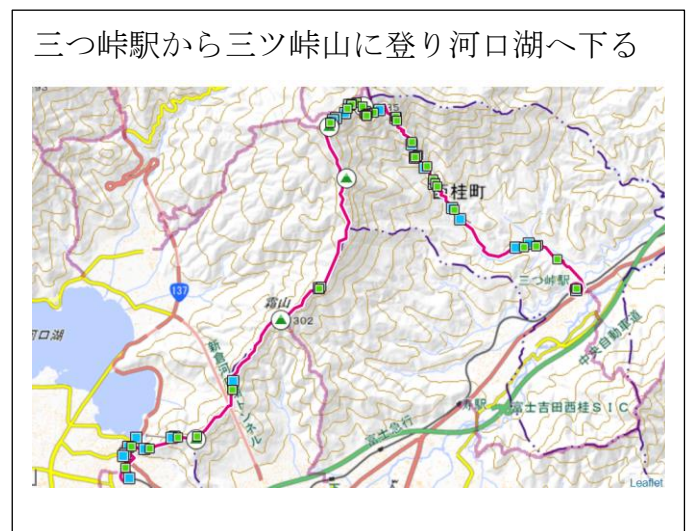 三つ峠駅から三ツ峠山に登り河口湖へ下る
桂町
三つ峠駅
137
霜山
302
河口湖
新倉河
トンネル
中央自動車道
富士吉田西桂ＳＩＣ
富士急行
Leaflet